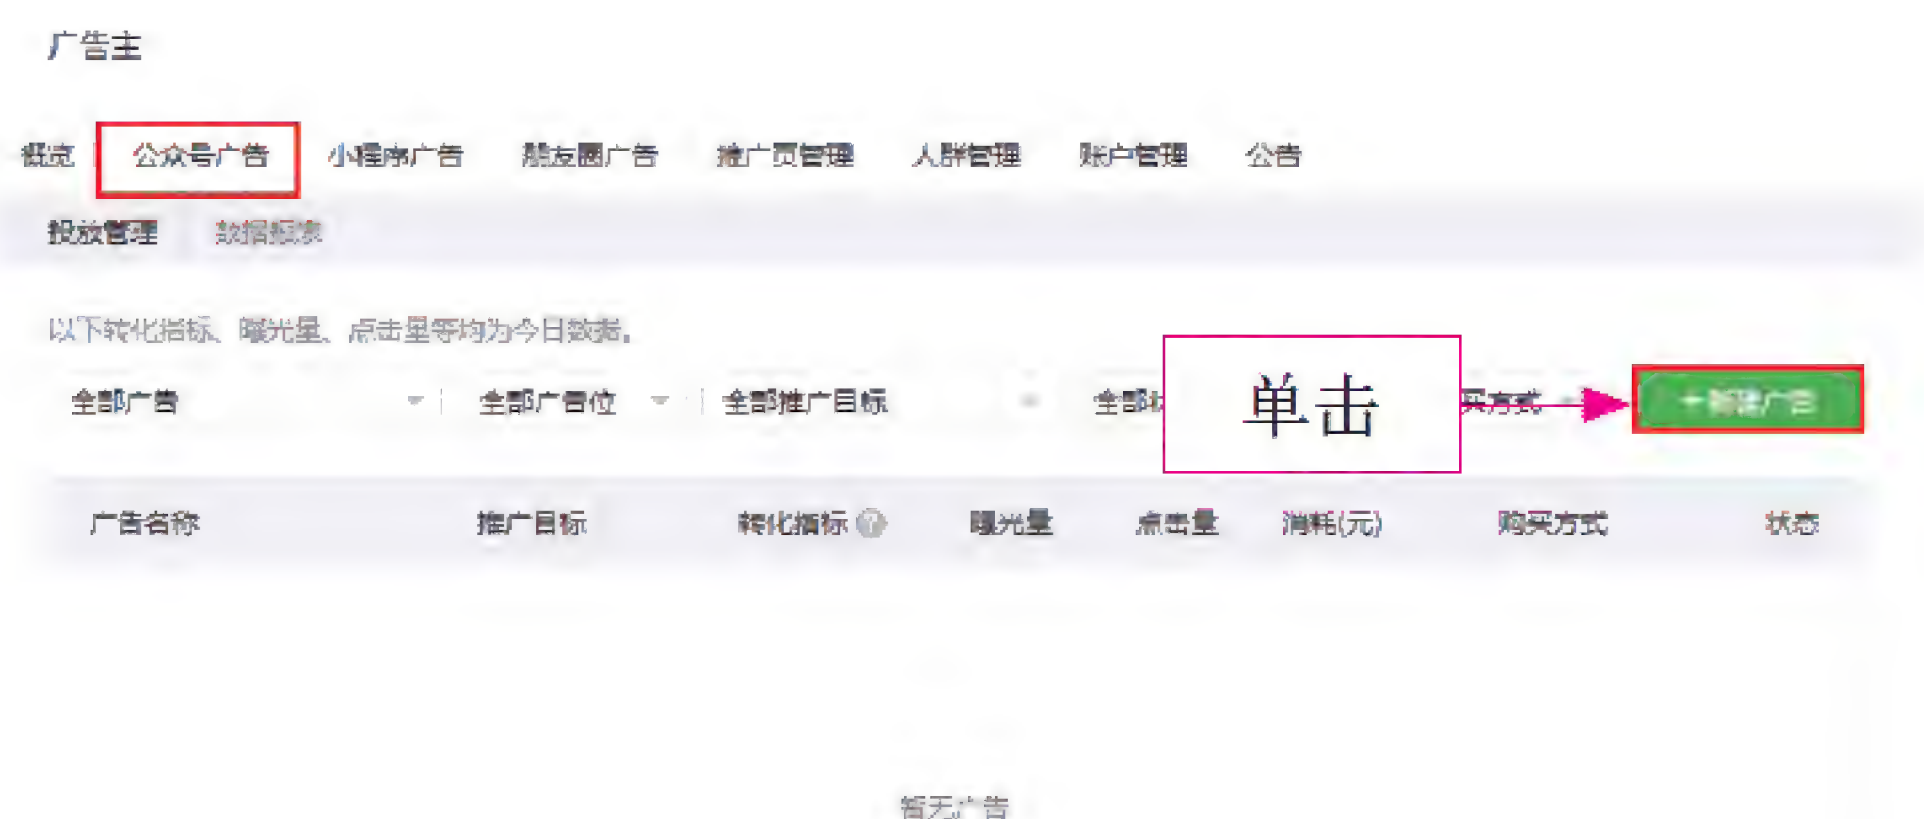 广告主
概览 公众号广告 小程序广告 朋友圈广告 推广页管理 人群管理 账户管理 公告
投放管理 数据报表
以下转化指标、曝光量、点击量等均为今日数据。
全部广告 全部广告位 全部推广目标 全部 单击 买方式 +新建广告
广告名称 推广目标 转化指标 ? 曝光量 点击量 消耗(元) 购买方式 状态
暂无广告